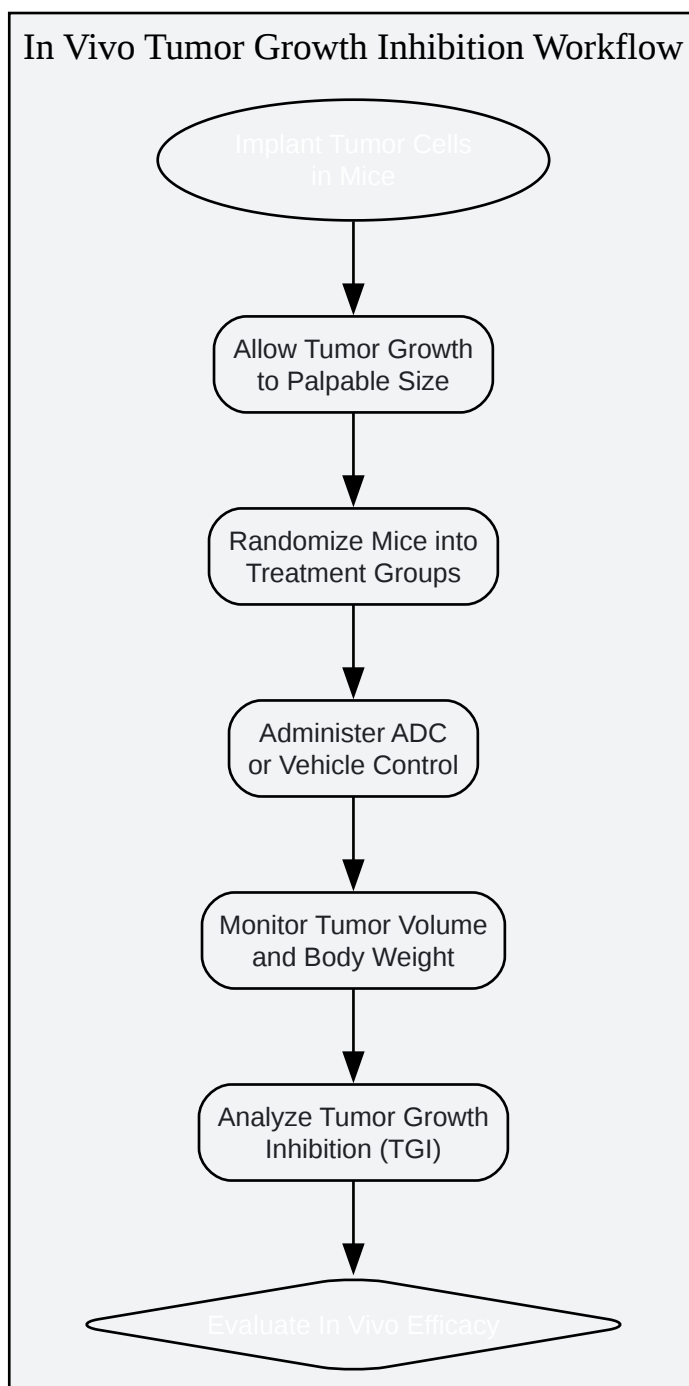 In Vivo Tumor Growth Inhibition Workflow
Implant Tumor Cells
in Mice
Allow Tumor Growth
to Palpable Size
Randomize Mice into
Treatment Groups
Administer ADC
or Vehicle Control
Monitor Tumor Volume
and Body Weight
Analyze Tumor Growth
Inhibition (TGI)
Evaluate In Vivo Efficacy